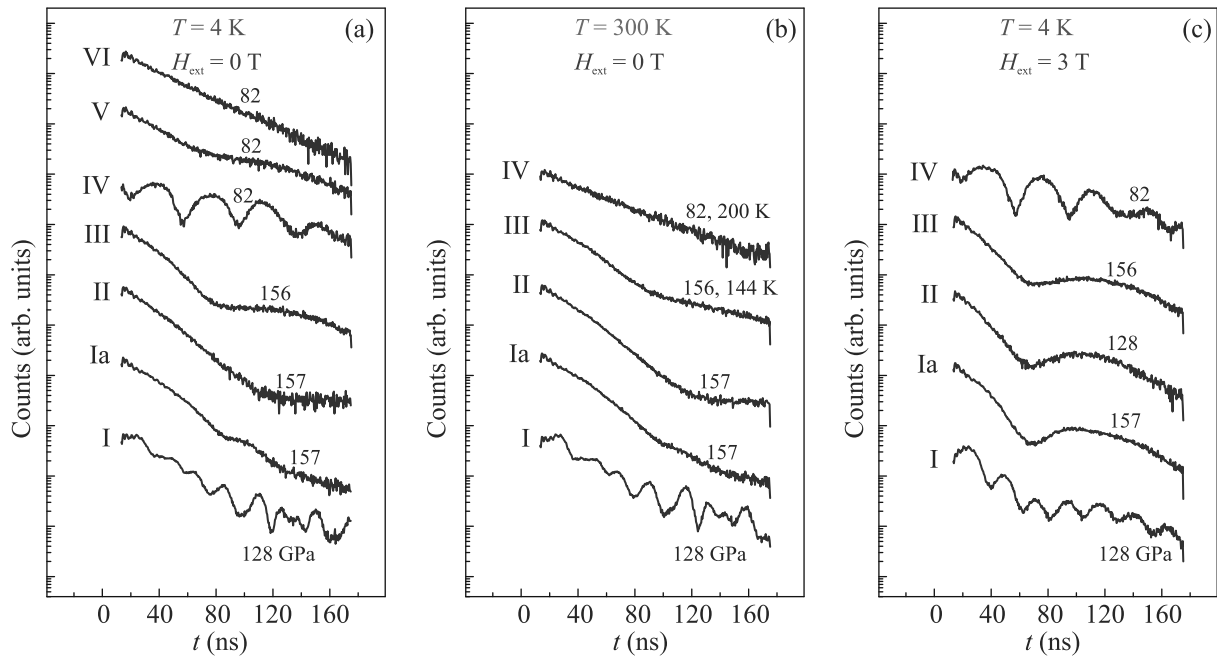 T = 4 K
(a)
H_ext = 0 T
VI
82
V
82
IV
82
III
156
II
157
Ia
157
I
128 GPa
Counts (arb. units)
0 40 80 120 160
t (ns)
T = 300 K
(b)
H_ext = 0 T
IV
82, 200 K
III
156, 144 K
II
157
Ia
157
I
128 GPa
Counts (arb. units)
0 40 80 120 160
t (ns)
T = 4 K
(c)
H_ext = 3 T
IV
82
III
156
II
128
Ia
157
I
128 GPa
Counts (arb. units)
0 40 80 120 160
t (ns)